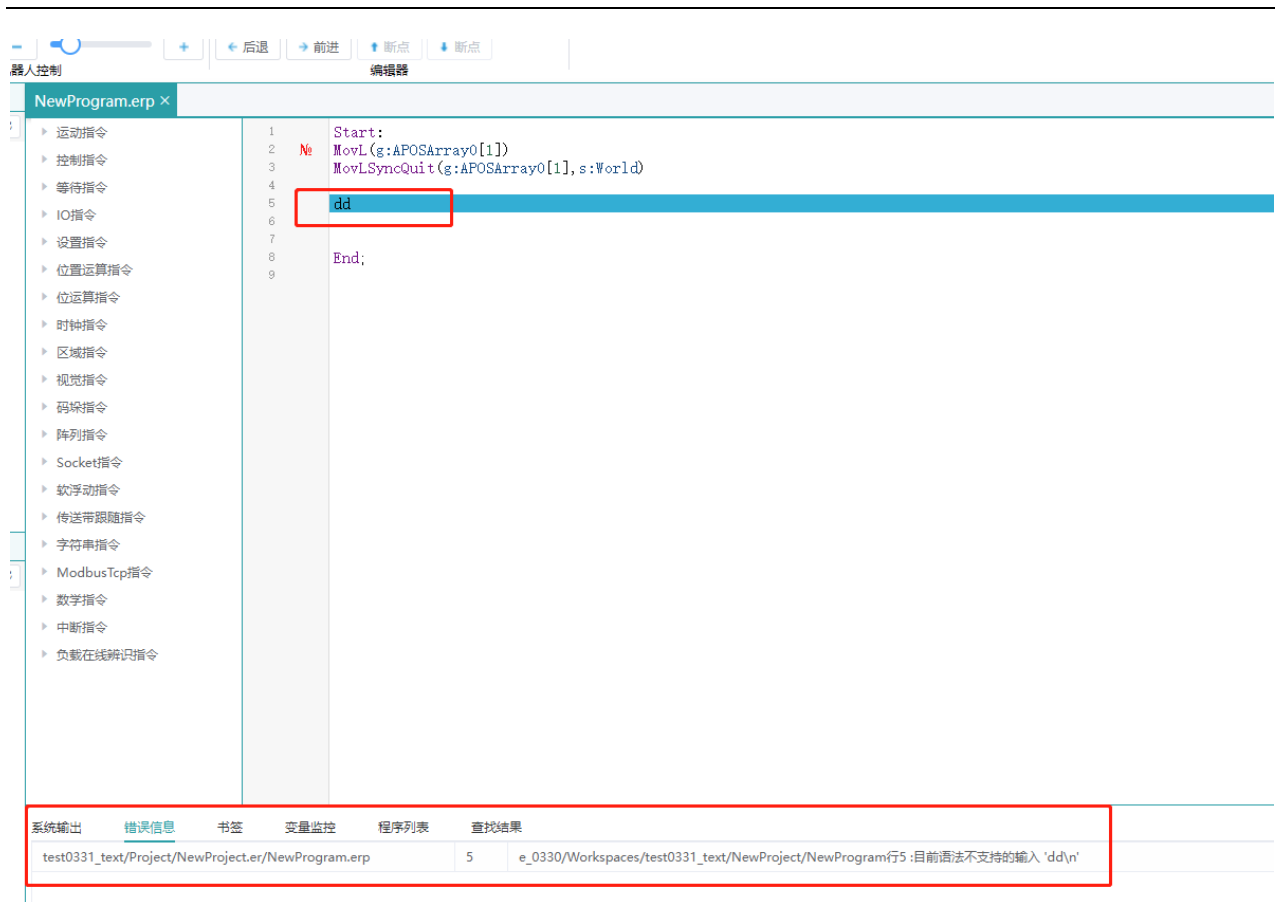 − + 后退 前进 断点 断点
器人控制 编辑器
NewProgram.erp ×
运动指令
控制指令
等待指令
IO指令
设置指令
位置运算指令
位运算指令
时钟指令
区域指令
视觉指令
码垛指令
阵列指令
Socket指令
软浮动指令
传送带跟随指令
字符串指令
ModbusTcp指令
数学指令
中断指令
负载在线辨识指令
1 Start:
2 № MovL(g:APOSArray0[1])
3 MovLSyncQuit(g:APOSArray0[1],s:World)
4
5 dd
6
7
8 End;
9
系统输出 错误信息 书签 变量监控 程序列表 查找结果
test0331_text/Project/NewProject.er/NewProgram.erp 5 e_0330/Workspaces/test0331_text/NewProject/NewProgram行5 :目前语法不支持的输入 'dd\n'